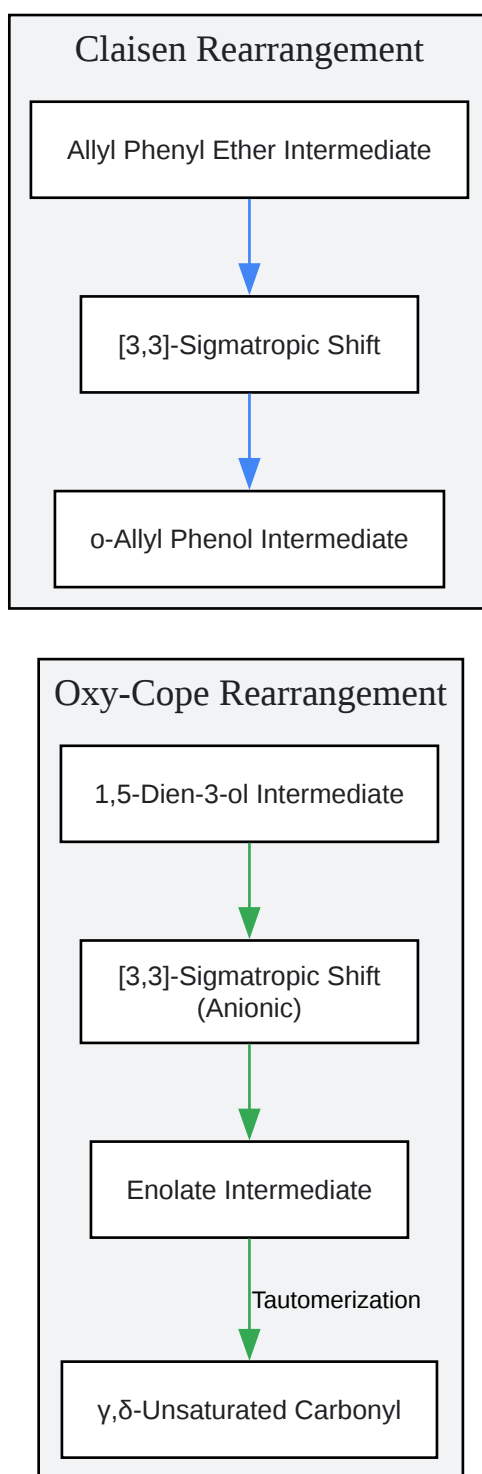 Claisen Rearrangement
Allyl Phenyl Ether Intermediate
[3,3]-Sigmatropic Shift
o-Allyl Phenol Intermediate
Oxy-Cope Rearrangement
1,5-Dien-3-ol Intermediate
[3,3]-Sigmatropic Shift
(Anionic)
Enolate Intermediate
Tautomerization
γ,δ-Unsaturated Carbonyl